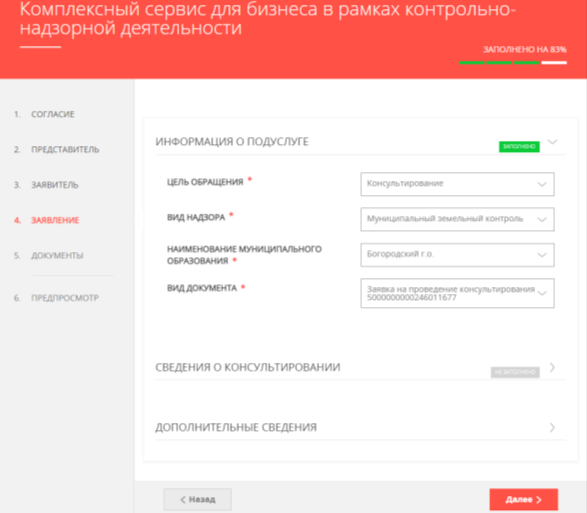 Комплексный сервис для бизнеса в рамках контрольно-
надзорной деятельности
ЗАПОЛНЕНО НА 83%
1. СОГЛАСИЕ
2. ПРЕДСТАВИТЕЛЬ
3. ЗАЯВИТЕЛЬ
4. ЗАЯВЛЕНИЕ
5. ДОКУМЕНТЫ
6. ПРЕДПРОСМОТР
ИНФОРМАЦИЯ О ПОДУСЛУГЕ
ЗАПОЛНЕНО
ЦЕЛЬ ОБРАЩЕНИЯ *
Консультирование
ВИД НАДЗОРА *
Муниципальный земельный контроль
НАИМЕНОВАНИЕ МУНИЦИПАЛЬНОГО
ОБРАЗОВАНИЯ *
Богородский г.о.
ВИД ДОКУМЕНТА *
Заявка на проведение консультирования
5000000000246011677
СВЕДЕНИЯ О КОНСУЛЬТИРОВАНИИ
НЕ ЗАПОЛНЕНО
ДОПОЛНИТЕЛЬНЫЕ СВЕДЕНИЯ
< Назад
Далее >